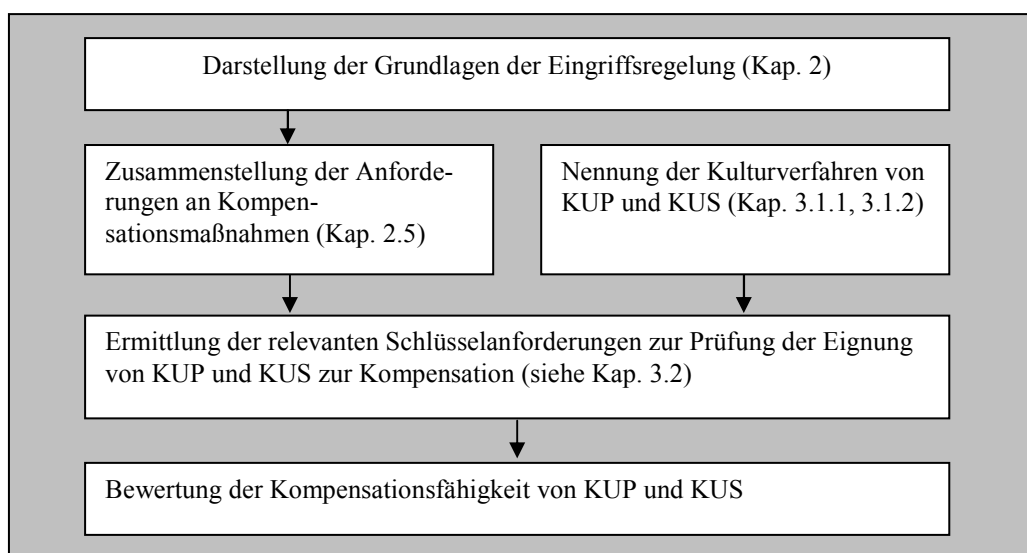 Darstellung der Grundlagen der Eingriffsregelung (Kap. 2)
Zusammenstellung der Anforde-
rungen an Kompen-
sationsmaßnahmen (Kap. 2.5)
Nennung der Kulturverfahren von
KUP und KUS (Kap. 3.1.1, 3.1.2)
Ermittlung der relevanten Schlüsselanforderungen zur Prüfung der Eignung
von KUP und KUS zur Kompensation (siehe Kap. 3.2)
Bewertung der Kompensationsfähigkeit von KUP und KUS